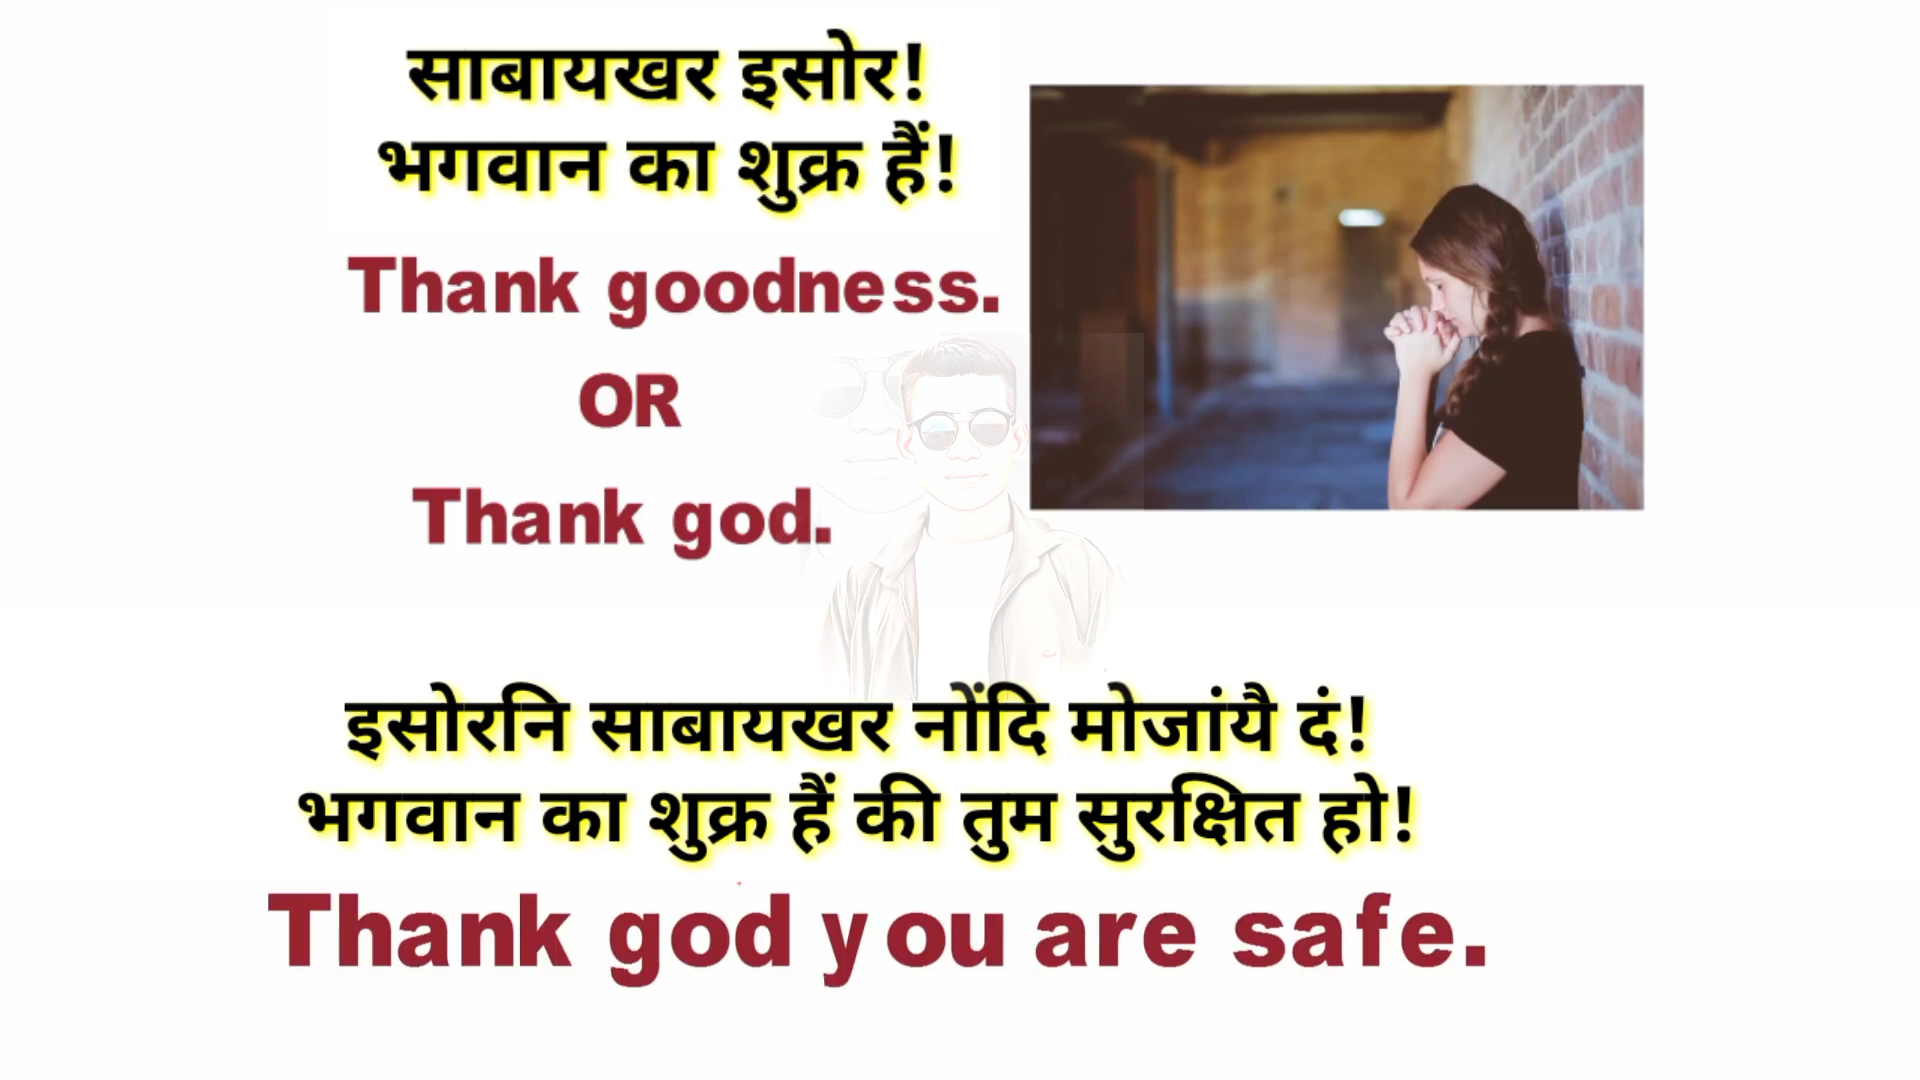 साबायखर इसोर!
भगवान का शुक्र हैं!
Thank goodness.
OR
Thank god.
इसोरनि साबायखर नोंदि मोजांयै दं!
भगवान का शुक्र हैं की तुम सुरक्षित हो!
Thank god you are safe.